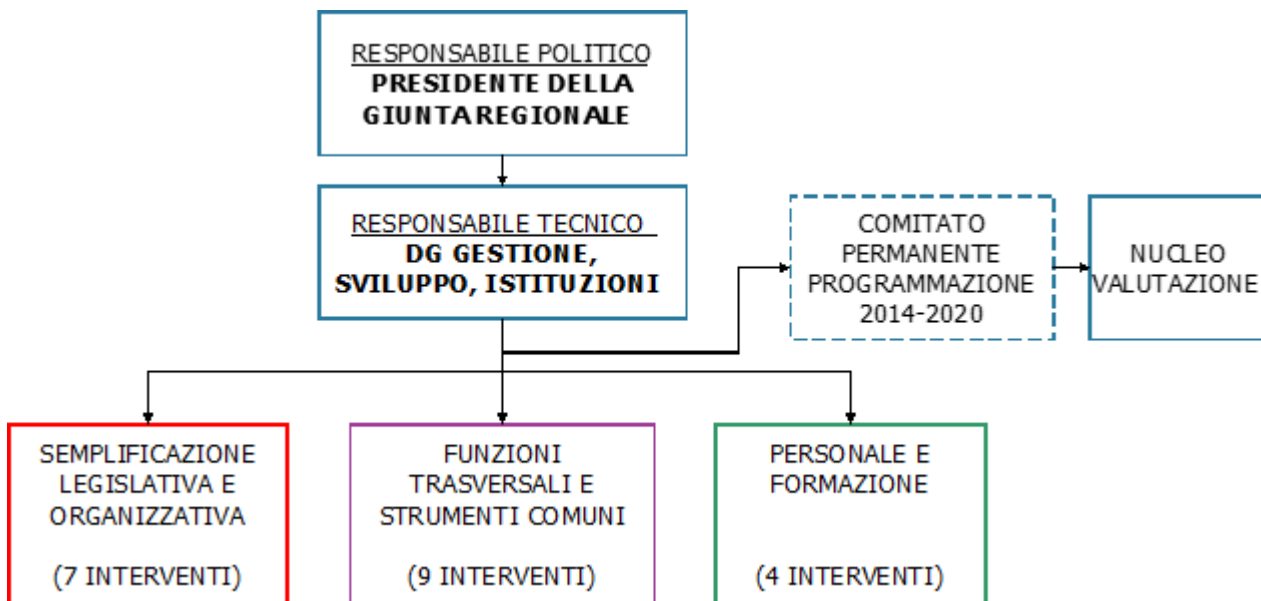 RESPONSABILE POLITICO
PRESIDENTE DELLA
GIUNTA REGIONALE
RESPONSABILE TECNICO
DG GESTIONE,
SVILUPPO, ISTITUZIONI
COMITATO
PERMANENTE
PROGRAMMAZIONE
2014-2020
NUCLEO
VALUTAZIONE
SEMPLIFICAZIONE
LEGISLATIVA E
ORGANIZZATIVA
(7 INTERVENTI)
FUNZIONI
TRASVERSALI E
STRUMENTI COMUNI
(9 INTERVENTI)
PERSONALE E
FORMAZIONE
(4 INTERVENTI)